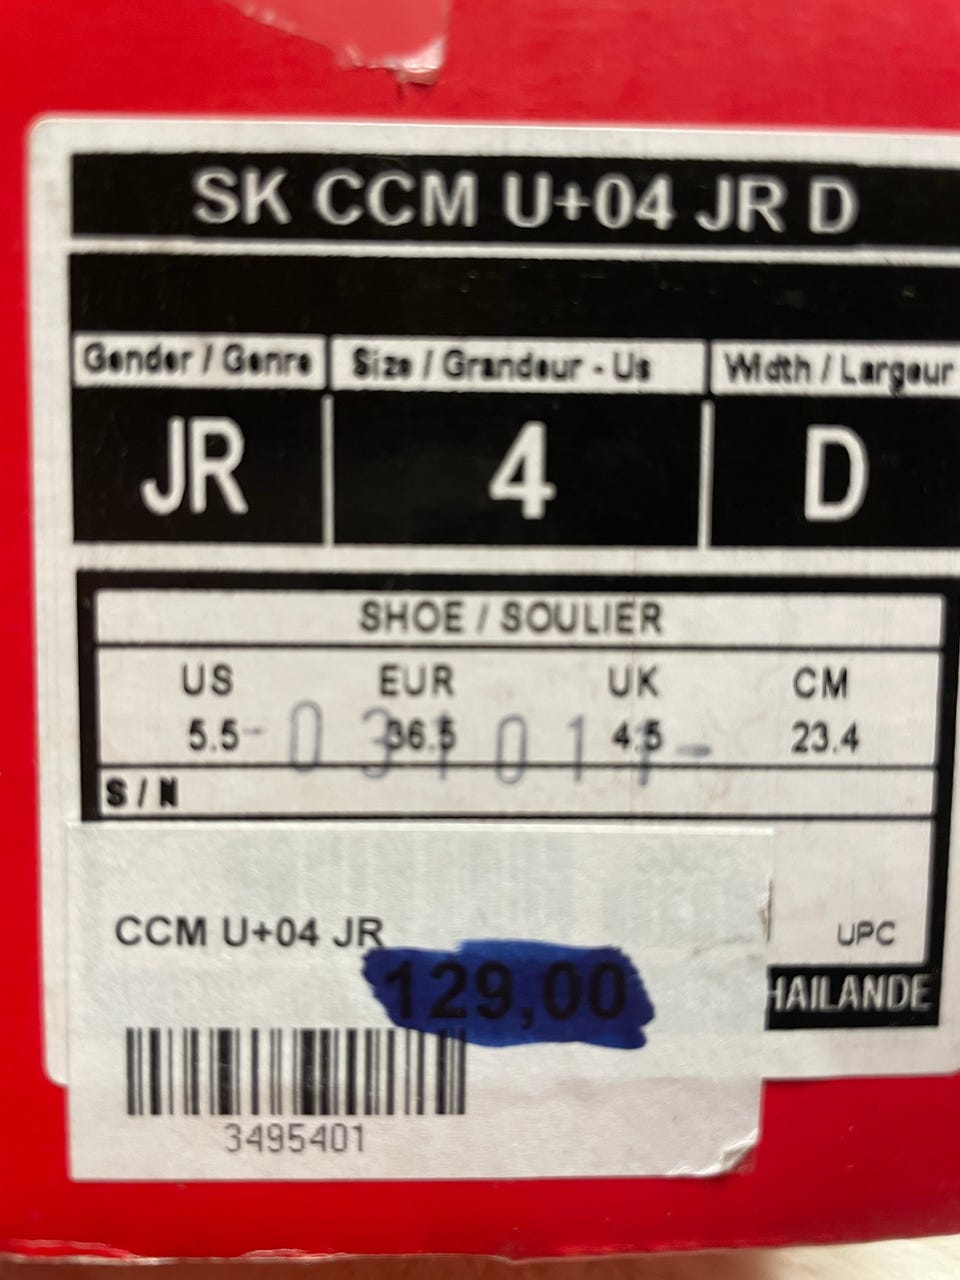 SK CCM U+04 JR D
Gender / Genre
Size / Grandeur - Us
Width / Largeur
JR
4
D
SHOE / SOULIER
US EUR UK CM
5.5 36.5 4.5 23.4
S / N
CCM U+04 JR
129,00
UPC
HAILANDE
3495401